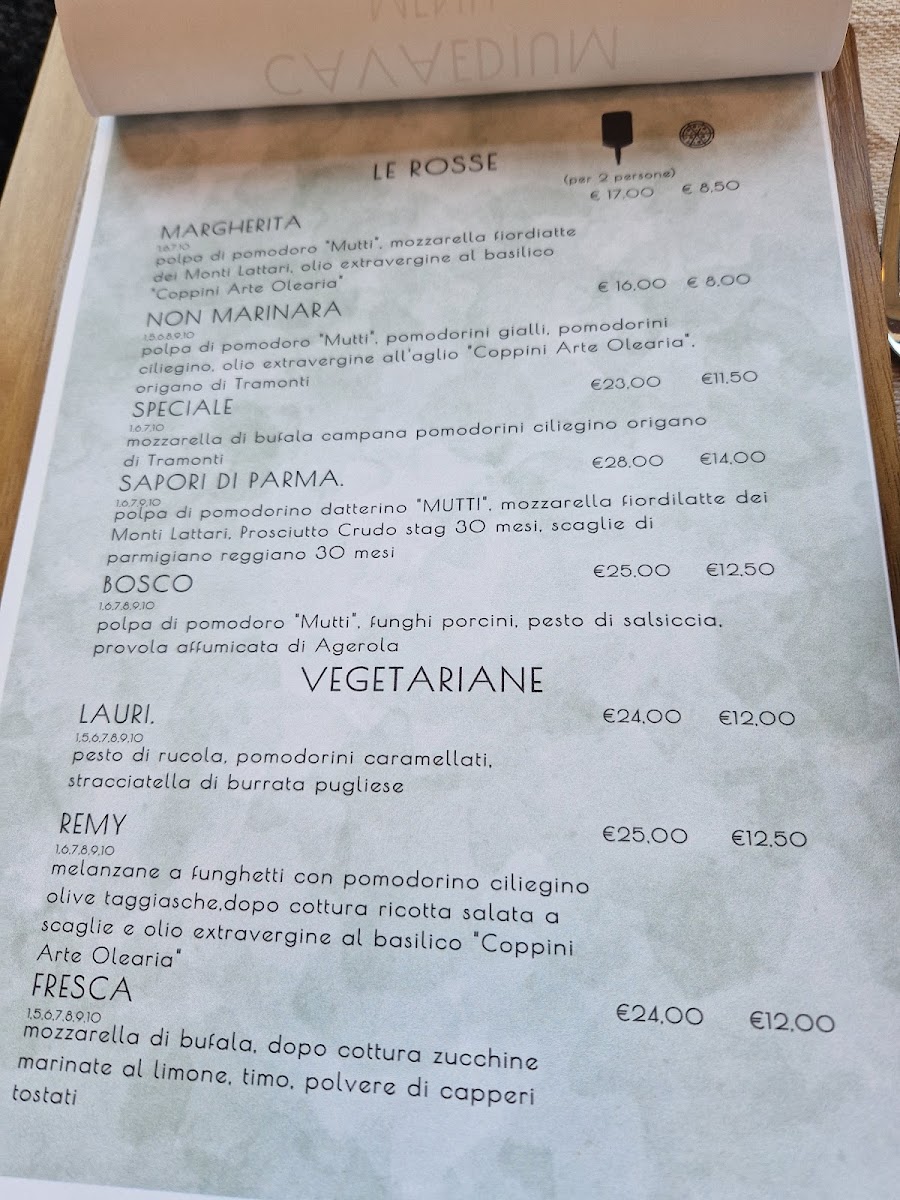 MENU
CAVAEDIUM
LE ROSSE
(per 2 persone)
€ 17,00 € 8,50
MARGHERITA
1.6.7.10
polpa di pomodoro "Mutti", mozzarella fiordiatte
dei Monti Lattari, olio extravergine al basilico
"Coppini Arte Olearia"
€ 16,00 € 8,00
NON MARINARA
1.5.6.8.9.10
polpa di pomodoro "Mutti", pomodorini gialli, pomodorini
ciliegino, olio extravergine all'aglio "Coppini Arte Olearia",
origano di Tramonti
€23,00 €11,50
SPECIALE
1.6.7.10
mozzarella di bufala campana pomodorini ciliegino origano
di Tramonti
€28,00 €14,00
SAPORI DI PARMA.
1.6.7.9.10
polpa di pomodorino datterino "MUTTI", mozzarella fiordilatte dei
Monti Lattari, Prosciutto Crudo stag 30 mesi, scaglie di
parmigiano reggiano 30 mesi
€25,00 €12,50
BOSCO
1.6.7.8.9.10
polpa di pomodoro "Mutti", funghi porcini, pesto di salsiccia,
provola affumicata di Agerola
VEGETARIANE
LAURI. €24,00 €12,00
1,5,6,7,8,9,10
pesto di rucola, pomodorini caramellati,
stracciatella di burrata pugliese
REMY €25,00 €12,50
1,6,7,8,9,10
melanzane a funghetti con pomodorino ciliegino
olive taggiasche,dopo cottura ricotta salata a
scaglie e olio extravergine al basilico "Coppini
Arte Olearia"
FRESCA €24,00 €12,00
1,5,6,7,8,9,10
mozzarella di bufala, dopo cottura zucchine
marinate al limone, timo, polvere di capperi
tostati